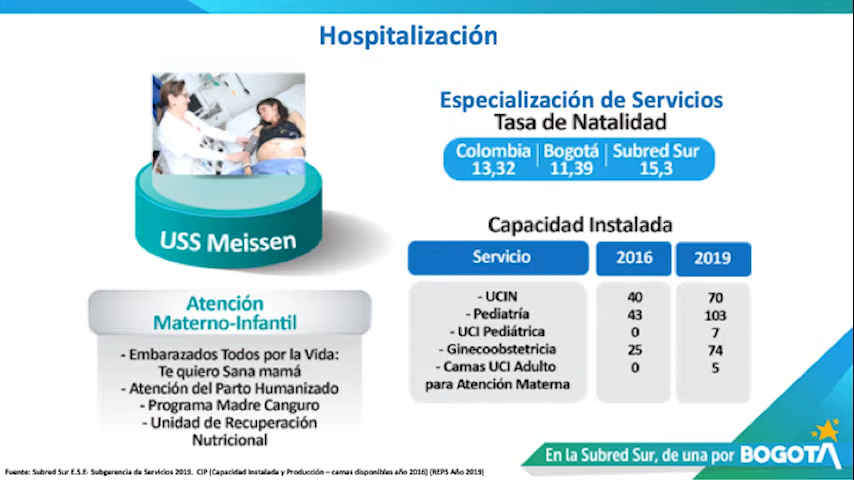 Hospitalización
USS Meissen
Atención
Materno-Infantil
- Embarazados Todos por la Vida:
Te quiero Sana mamá
- Atención del Parto Humanizado
- Programa Madre Canguro
- Unidad de Recuperación
Nutricional
Especialización de Servicios
Tasa de Natalidad
Colombia | Bogotá | Subred Sur
13,32 11,39 15,3
Capacidad Instalada
Servicio 2016 2019
- UCIN 40 70
- Pediatría 43 103
- UCI Pediátrica 0 7
- Ginecoobstetricia 25 74
- Camas UCI Adulto 0 5
para Atención Materna
En la Subred Sur, de una por BOGOTÁ
Fuente: Subred Sur E.S.E- Subgerencia de Servicios 2019. CIP (Capacidad Instalada y Producción – camas disponibles año 2016) (REPS Año 2019)